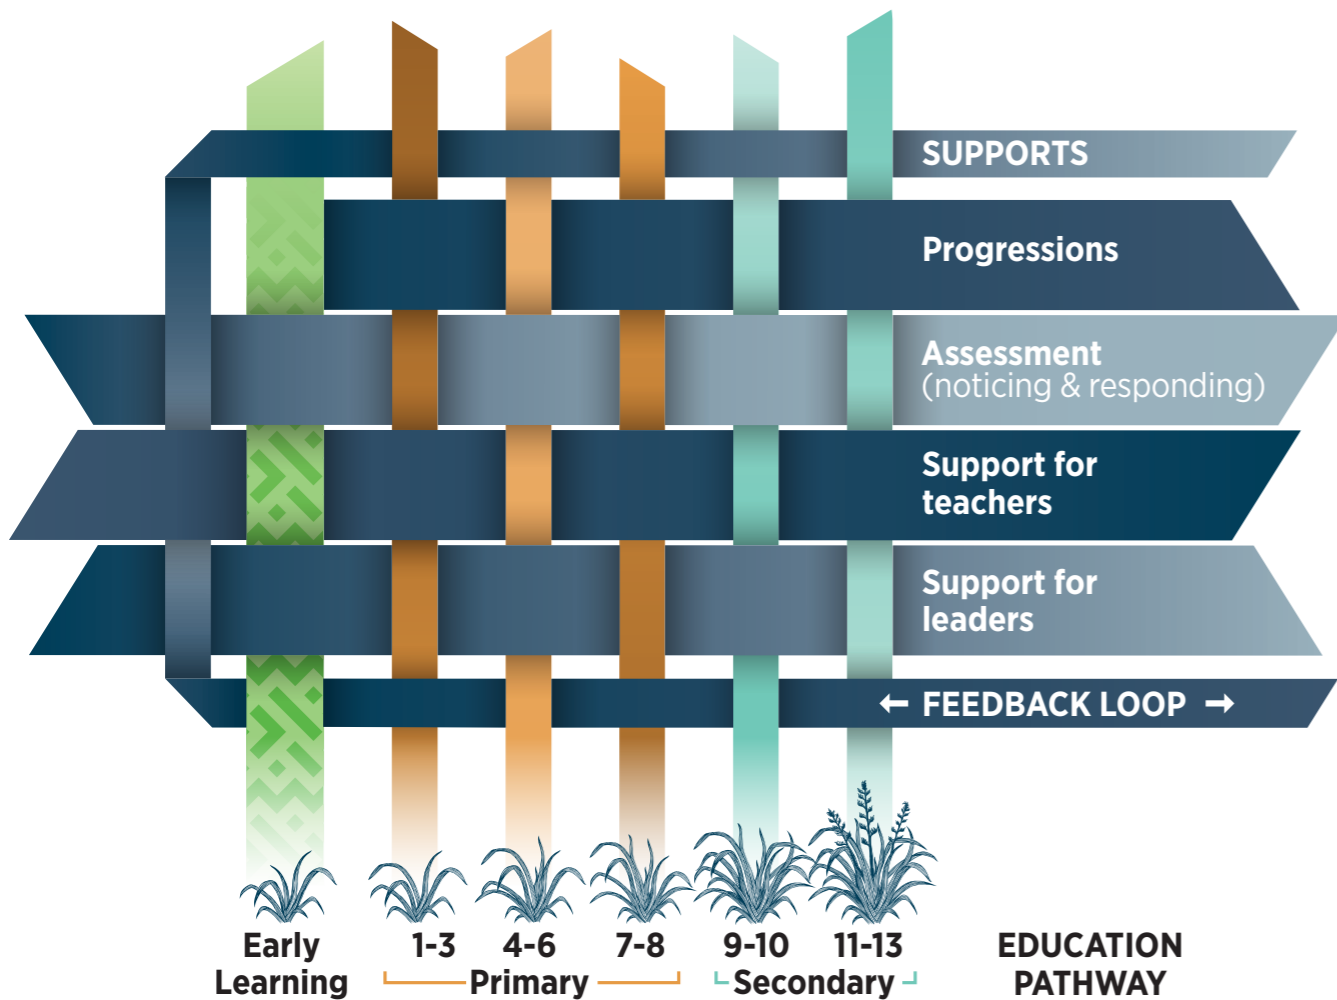 SUPPORTS
Progressions
Assessment
(noticing & responding)
Support for
teachers
Support for
leaders
← FEEDBACK LOOP →
Early
Learning
1-3 4-6 7-8
Primary
9-10 11-13
Secondary
EDUCATION
PATHWAY